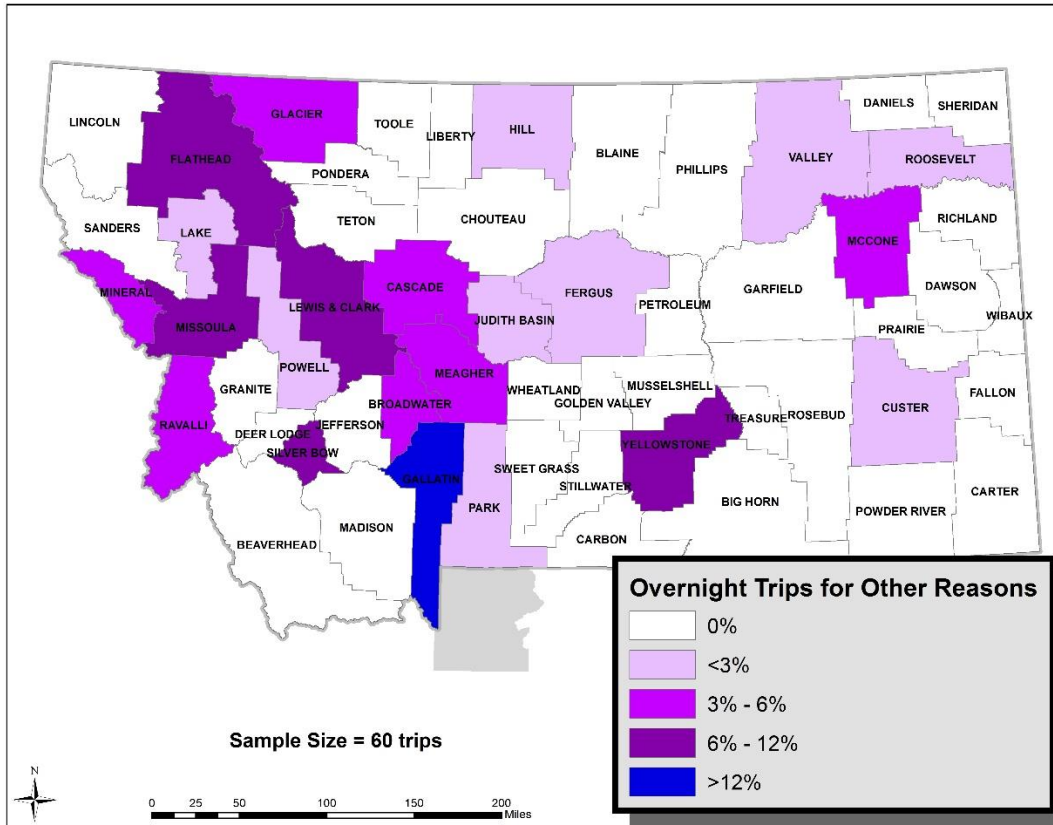 LINCOLN
FLATHEAD
GLACIER
TOOLE
LIBERTY
HILL
BLAINE
PHILLIPS
VALLEY
DANIELS
SHERIDAN
ROOSEVELT
PONDERA
TETON
CHOUTEAU
SANDERS
LAKE
MINERAL
MISSOULA
LEWIS & CLARK
CASCADE
JUDITH BASIN
FERGUS
PETROLEUM
GARFIELD
MCCONE
RICHLAND
DAWSON
WIBAUX
PRAIRIE
POWELL
GRANITE
RAVALLI
DEER LODGE
JEFFERSON
SILVER BOW
BROADWATER
MEAGHER
WHEATLAND
GOLDEN VALLEY
MUSSELSHELL
TREASURE
ROSEBUD
CUSTER
FALLON
YELLOWSTONE
GALLATIN
PARK
SWEET GRASS
STILLWATER
BIG HORN
POWDER RIVER
CARTER
BEAVERHEAD
MADISON
CARBON
Overnight Trips for Other Reasons
0%
<3%
3% - 6%
6% - 12%
>12%
Sample Size = 60 trips
N
0 25 50 100 150 200
Miles